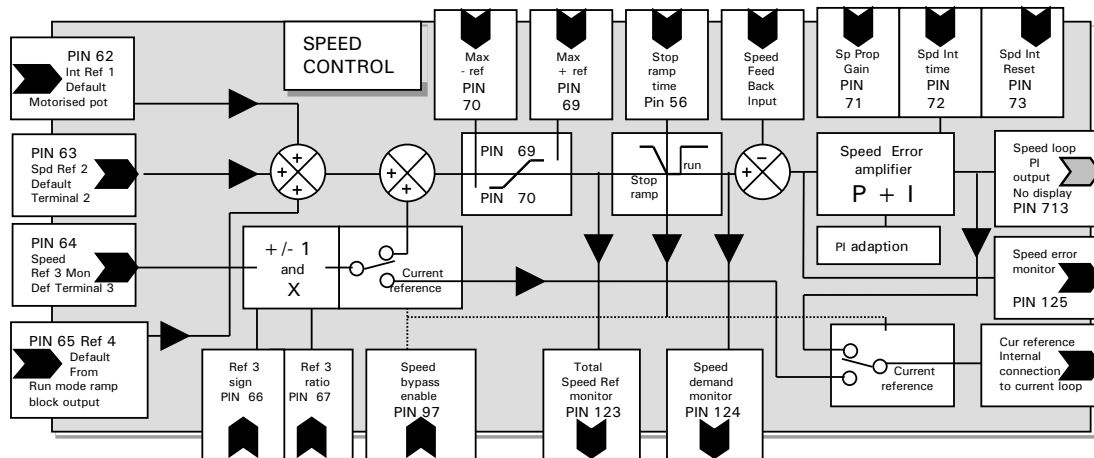 SPEED
CONTROL
PIN 62
Int Ref 1
Default
Motorised pot
PIN 63
Spd Ref 2
Default
Terminal 2
PIN 64
Speed
Ref 3 Mon
Def Terminal 3
PIN 65 Ref 4
Default
From
Run mode ramp
block output
Max
- ref
PIN
70
Max
+ ref
PIN
69
Stop
ramp
time
Pin 56
Speed
Feed
Back
Input
Sp Prop
Gain
PIN
71
Spd Int
time
PIN
72
Spd Int
Reset
PIN
73
+
+
+
+
+
PIN 69
PIN 70
run
Stop
ramp
−
+
Speed Error
amplifier
P + I
PI adaption
Speed loop
PI
output
No display
PIN 713
Speed error
monitor
PIN 125
+/- 1
and
X
Current
reference
Current
reference
Cur reference
Internal
connection
to current loop
Ref 3
sign
PIN 66
Ref 3
ratio
PIN 67
Speed
bypass
enable
PIN 97
Total
Speed Ref
monitor
PIN 123
Speed
demand
monitor
PIN 124